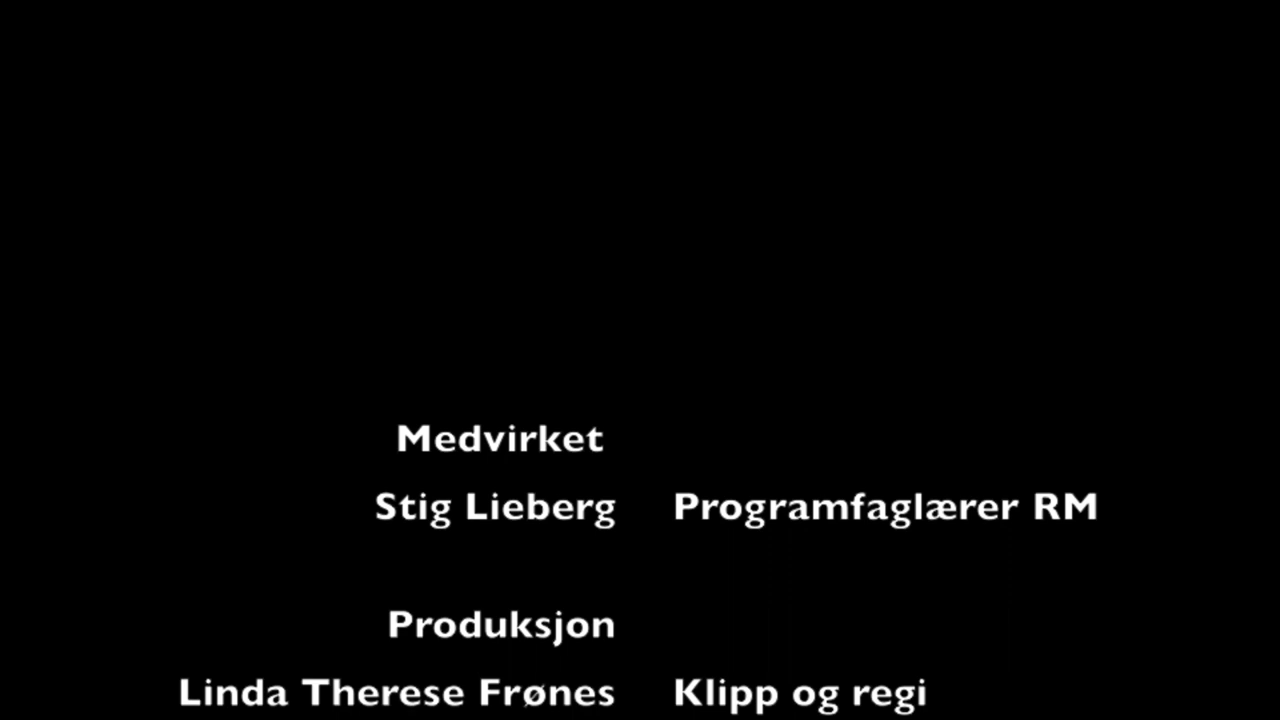 Medvirket
Stig Lieberg Programfaglærer RM
Produksjon
Linda Therese Frønes Klipp og regi